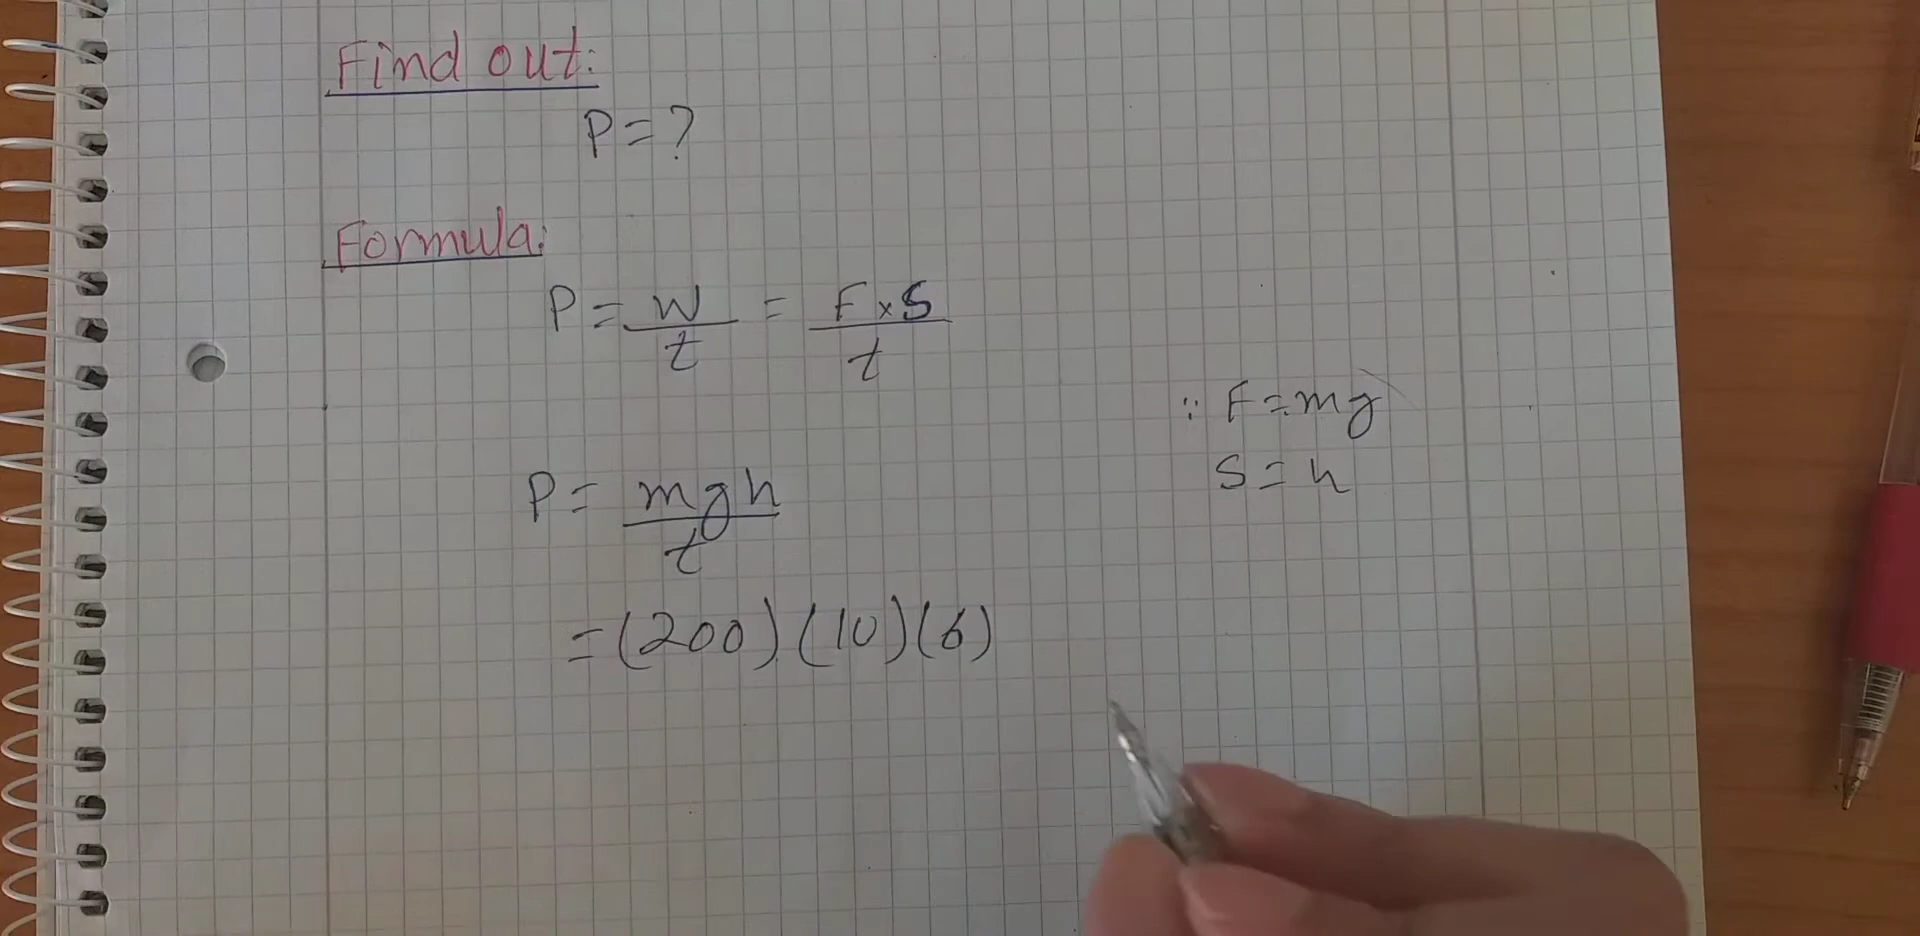 Find out:
P = ?
Formula:
P = W/t = F x S/t
∵ F = mg
S = h
P = mgh/t
= (200) (10) (6)